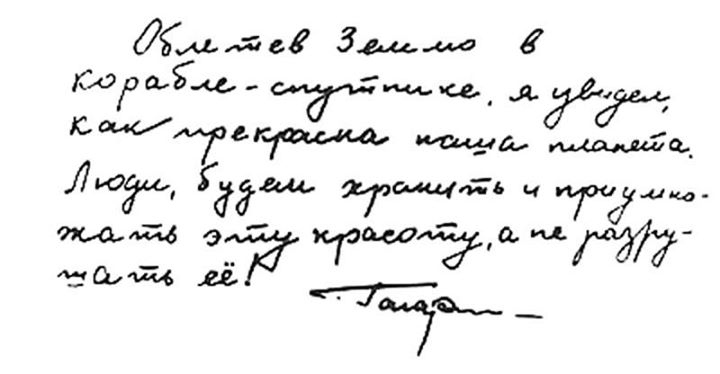 Облетев Землю в
корабле-спутнике, я увидел,
как прекрасна наша планета.
Люди, будем хранить и приумно-
жать эту красоту, а не разру-
шать её!
Гагарин